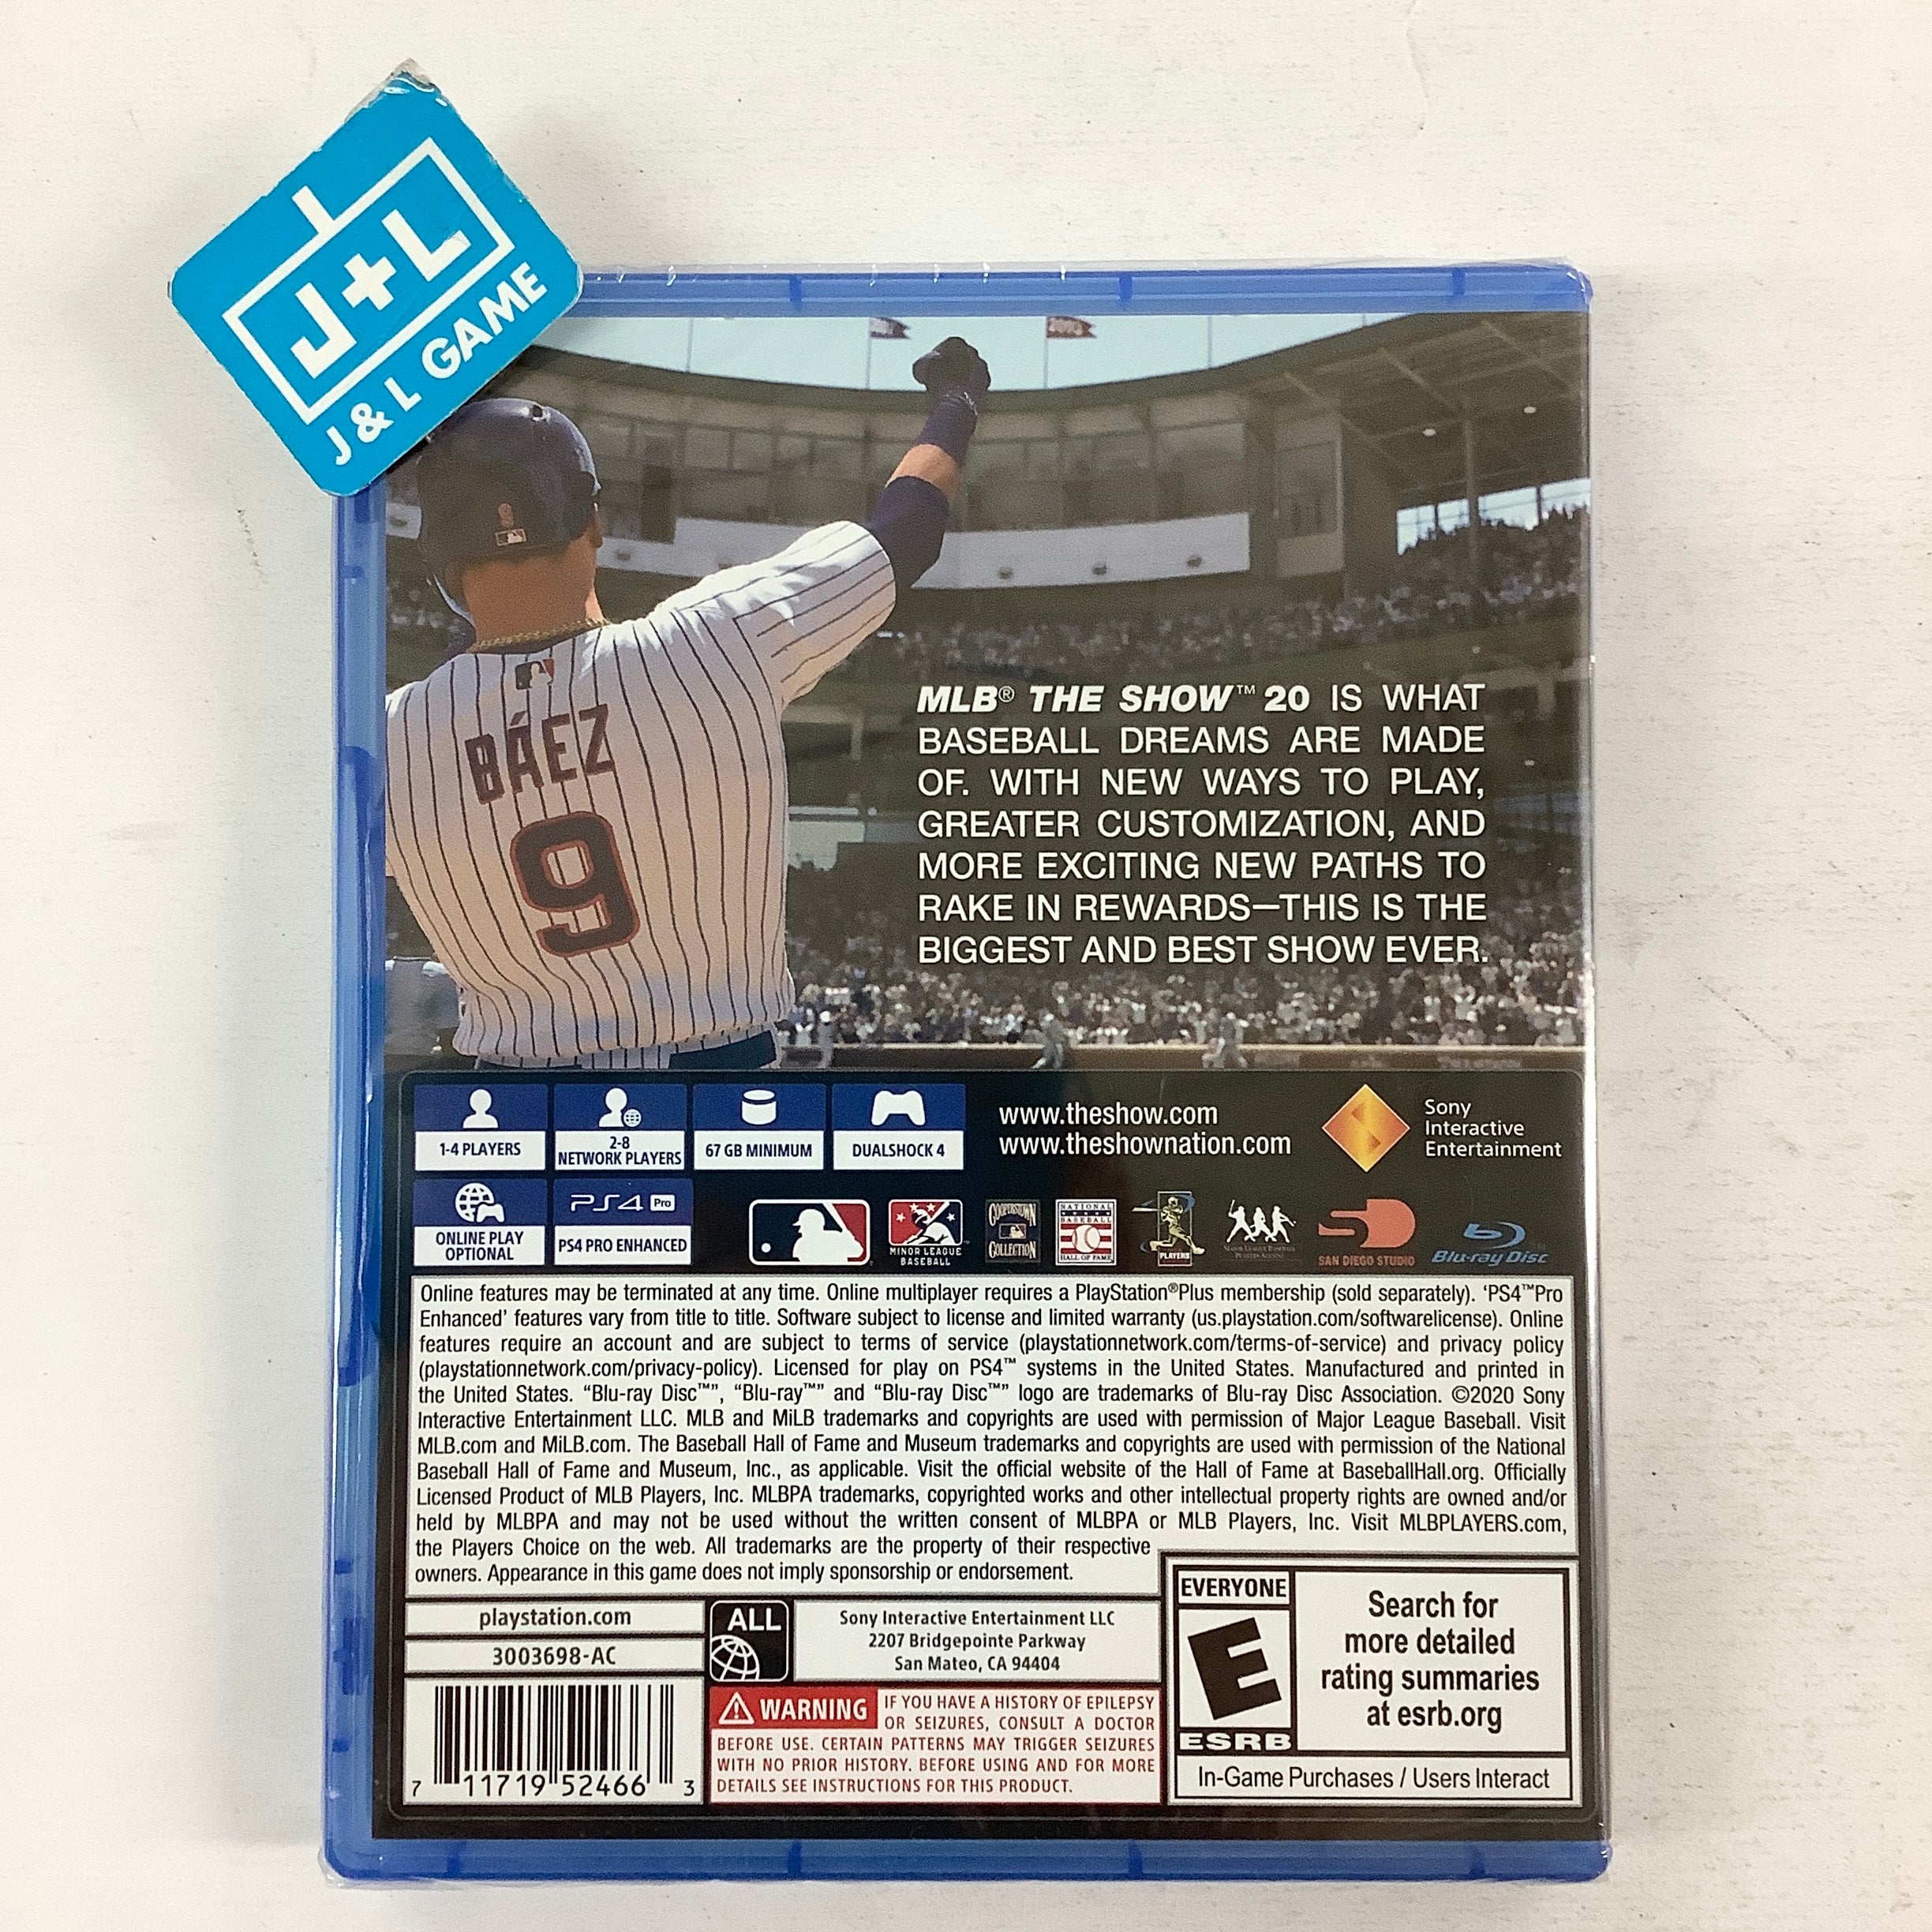 J+L
J & L GAME
BÁEZ
9
MLB® THE SHOW™ 20 IS WHAT
BASEBALL DREAMS ARE MADE
OF. WITH NEW WAYS TO PLAY,
GREATER CUSTOMIZATION, AND
MORE EXCITING NEW PATHS TO
RAKE IN REWARDS—THIS IS THE
BIGGEST AND BEST SHOW EVER.
1-4 PLAYERS
2-8
NETWORK PLAYERS
67 GB MINIMUM
DUALSHOCK 4
www.theshow.com
www.theshownation.com
Sony
Interactive
Entertainment
ONLINE PLAY
OPTIONAL
PS4 Pro
PS4 PRO ENHANCED
MINOR LEAGUE
BASEBALL
COOPERSTOWN
COLLECTION
NATIONAL
BASEBALL
HALL OF FAME
PLAYERS
SD
SAN DIEGO STUDIO
Blu-ray Disc
Online features may be terminated at any time. Online multiplayer requires a PlayStation®Plus membership (sold separately). ‘PS4™Pro
Enhanced’ features vary from title to title. Software subject to license and limited warranty (us.playstation.com/softwarelicense). Online
features require an account and are subject to terms of service (playstationnetwork.com/terms-of-service) and privacy policy
(playstationnetwork.com/privacy-policy). Licensed for play on PS4™ systems in the United States. Manufactured and printed in
the United States. “Blu-ray Disc™”, “Blu-ray™” and “Blu-ray Disc™” logo are trademarks of Blu-ray Disc Association. ©2020 Sony
Interactive Entertainment LLC. MLB and MiLB trademarks and copyrights are used with permission of Major League Baseball. Visit
MLB.com and MiLB.com. The Baseball Hall of Fame and Museum trademarks and copyrights are used with permission of the National
Baseball Hall of Fame and Museum, Inc., as applicable. Visit the official website of the Hall of Fame at BaseballHall.org. Officially
Licensed Product of MLB Players, Inc. MLBPA trademarks, copyrighted works and other intellectual property rights are owned and/or
held by MLBPA and may not be used without the written consent of MLBPA or MLB Players, Inc. Visit MLBPLAYERS.com,
the Players Choice on the web. All trademarks are the property of their respective
owners. Appearance in this game does not imply sponsorship or endorsement.
playstation.com
3003698-AC
ALL
Sony Interactive Entertainment LLC
2207 Bridgepointe Parkway
San Mateo, CA 94404
WARNING IF YOU HAVE A HISTORY OF EPILEPSY
OR SEIZURES, CONSULT A DOCTOR
BEFORE USE. CERTAIN PATTERNS MAY TRIGGER SEIZURES
WITH NO PRIOR HISTORY. BEFORE USING AND FOR MORE
DETAILS SEE INSTRUCTIONS FOR THIS PRODUCT.
7 11719 52466 3
EVERYONE
E
ESRB
Search for
more detailed
rating summaries
at esrb.org
In-Game Purchases / Users Interact